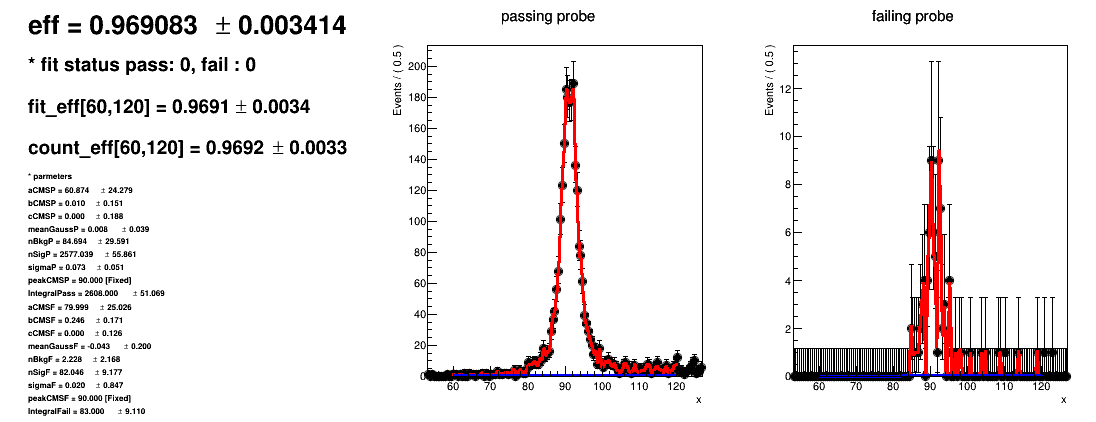 eff = 0.969083 ± 0.003414
* fit status pass: 0, fail : 0
fit_eff[60,120] = 0.9691 ± 0.0034
count_eff[60,120] = 0.9692 ± 0.0033
* parmeters
aCMSP = 60.874 ± 24.279
bCMSP = 0.010 ± 0.151
cCMSP = 0.000 ± 0.188
meanGaussP = 0.008 ± 0.039
nBkgP = 84.694 ± 29.591
nSigP = 2577.039 ± 55.861
sigmaP = 0.073 ± 0.051
peakCMSP = 90.000 [Fixed]
IntegralPass = 2608.000 ± 51.069
aCMSF = 79.999 ± 25.026
bCMSF = 0.246 ± 0.171
cCMSF = 0.000 ± 0.126
meanGaussF = -0.043 ± 0.200
nBkgF = 2.228 ± 2.168
nSigF = 82.046 ± 9.177
sigmaF = 0.020 ± 0.847
peakCMSF = 90.000 [Fixed]
IntegralFail = 83.000 ± 9.110
passing probe
Events / ( 0.5 )
200
180
160
140
120
100
80
60
40
20
0
60 70 80 90 100 110 120
x
failing probe
Events / ( 0.5 )
12
10
8
6
4
2
0
60 70 80 90 100 110 120
x